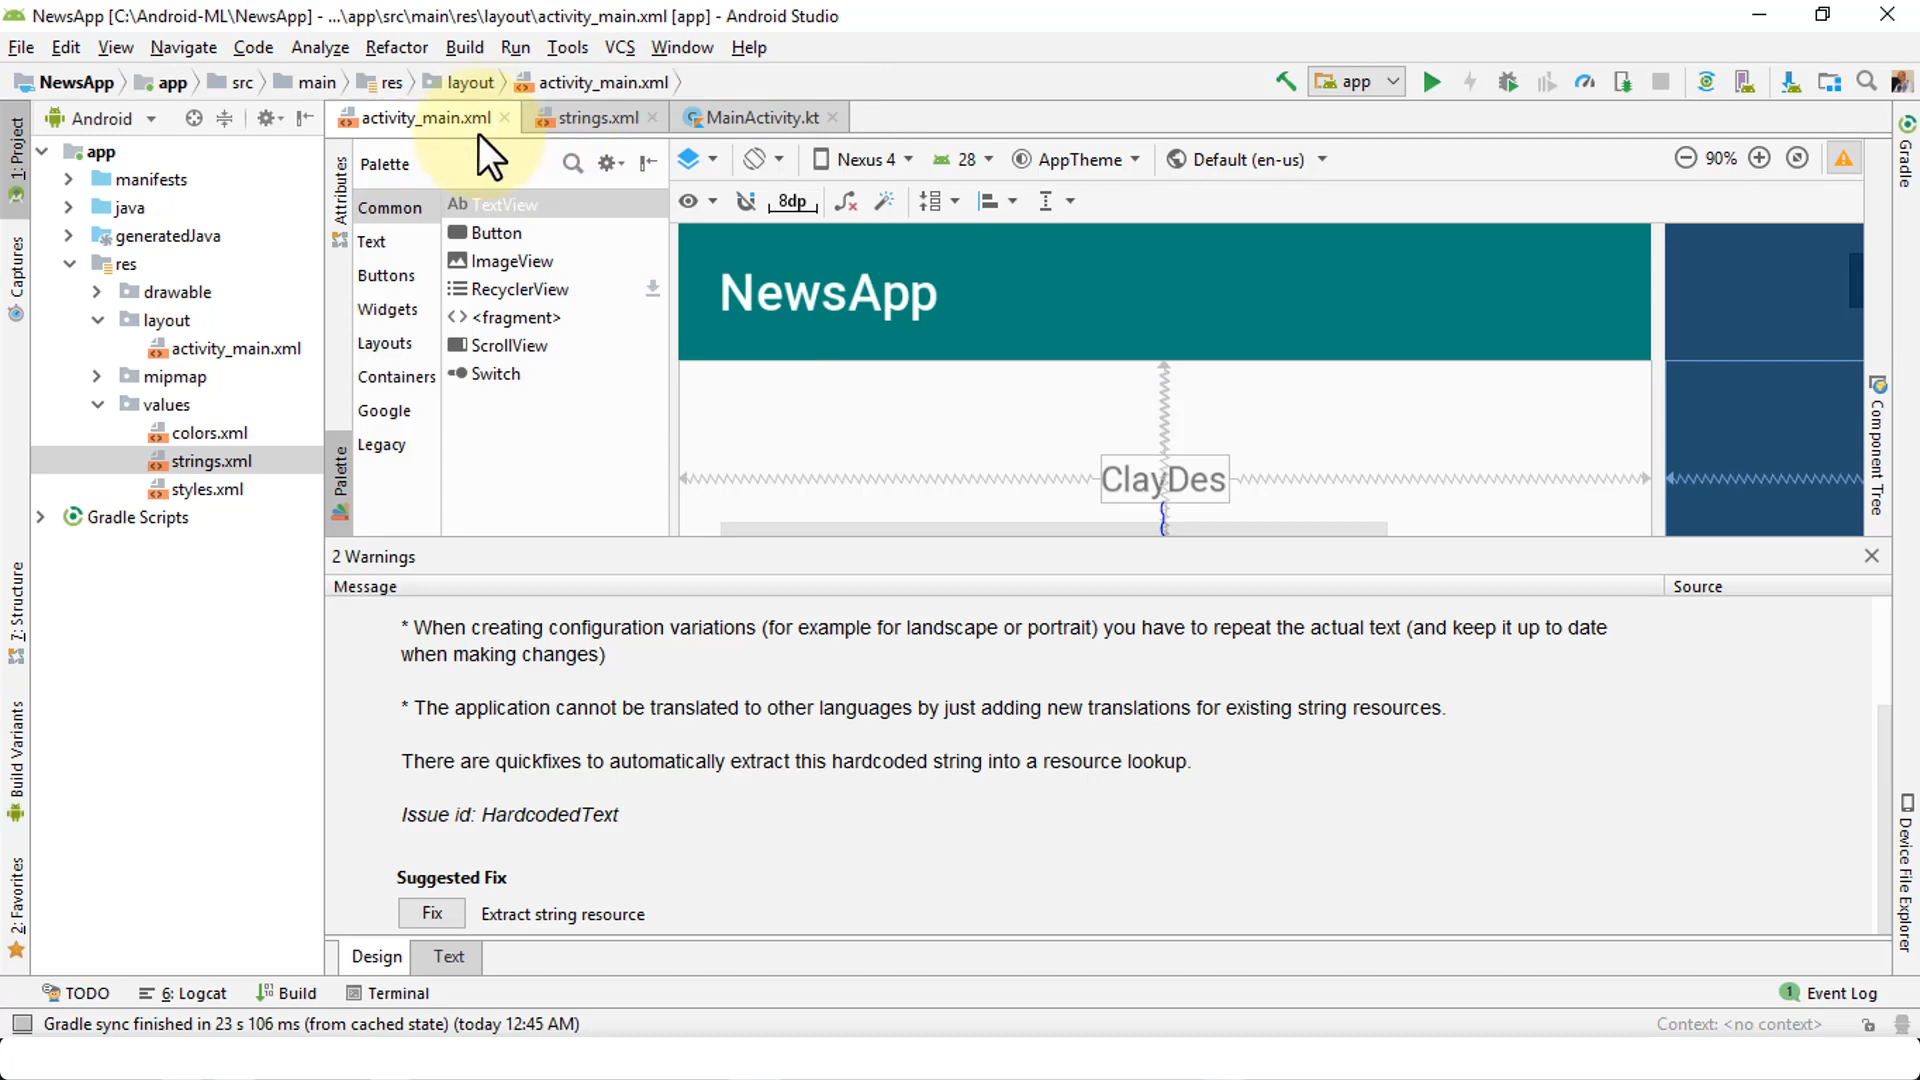 NewsApp [C:\Android-ML\NewsApp] - ...\app\src\main\res\layout\activity_main.xml [app] - Android Studio
File Edit View Navigate Code Analyze Refactor Build Run Tools VCS Window Help
NewsApp app src main res layout activity_main.xml app
Android activity_main.xml strings.xml MainActivity.kt
1: Project
Captures
7: Structure
Build Variants
2: Favorites
app
manifests
java
generatedJava
res
drawable
layout
activity_main.xml
mipmap
values
colors.xml
strings.xml
styles.xml
Gradle Scripts
Attributes
Palette
Palette
Common
Text
Buttons
Widgets
Layouts
Containers
Google
Legacy
Ab TextView
Button
ImageView
RecyclerView
<fragment>
ScrollView
Switch
Nexus 4 28 AppTheme Default (en-us) 90%
8dp
NewsApp
ClayDes
Gradle
Component Tree
Device File Explorer
2 Warnings
Message Source
* When creating configuration variations (for example for landscape or portrait) you have to repeat the actual text (and keep it up to date
when making changes)
* The application cannot be translated to other languages by just adding new translations for existing string resources.
There are quickfixes to automatically extract this hardcoded string into a resource lookup.
Issue id: HardcodedText
Suggested Fix
Fix Extract string resource
Design Text
TODO 6: Logcat Build Terminal 1 Event Log
Gradle sync finished in 23 s 106 ms (from cached state) (today 12:45 AM) Context: <no context>